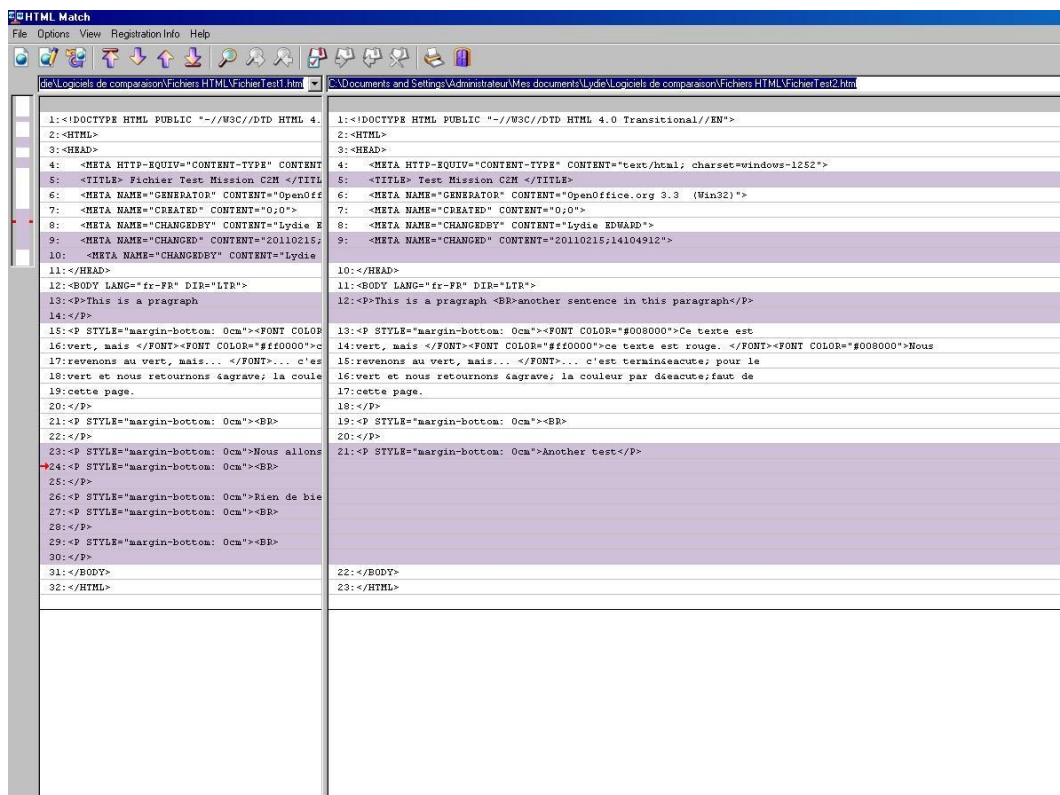 HTML Match
File Options View Registration Info Help
die\Logiciels de comparaison\Fichiers HTML\FichierTest1.html
C:\Documents and Settings\Administrateur\Mes documents\Lydie\Logiciels de comparaison\Fichiers HTML\FichierTest2.htm
1:<!DOCTYPE HTML PUBLIC "-//W3C//DTD HTML 4.
2:<HTML>
3:<HEAD>
4: <META HTTP-EQUIV="CONTENT-TYPE" CONTENT
5: <TITLE> Fichier Test Mission C2M </TITL
6: <META NAME="GENERATOR" CONTENT="OpenOff
7: <META NAME="CREATED" CONTENT="0;0">
8: <META NAME="CHANGEDBY" CONTENT="Lydie E
9: <META NAME="CHANGED" CONTENT="20110215;
10: <META NAME="CHANGEDBY" CONTENT="Lydie
11:</HEAD>
12:<BODY LANG="fr-FR" DIR="LTR">
13:<P>This is a pragraph
14:</P>
15:<P STYLE="margin-bottom: 0cm"><FONT COLOR
16:vert, mais </FONT><FONT COLOR="#ff0000">c
17:revenons au vert, mais... </FONT>... c'es
18:vert et nous retournons &agrave; la coule
19:cette page.
20:</P>
21:<P STYLE="margin-bottom: 0cm"><BR>
22:</P>
23:<P STYLE="margin-bottom: 0cm">Nous allons
24:<P STYLE="margin-bottom: 0cm"><BR>
25:</P>
26:<P STYLE="margin-bottom: 0cm">Rien de bie
27:<P STYLE="margin-bottom: 0cm"><BR>
28:</P>
29:<P STYLE="margin-bottom: 0cm"><BR>
30:</P>
31:</BODY>
32:</HTML>
1:<!DOCTYPE HTML PUBLIC "-//W3C//DTD HTML 4.0 Transitional//EN">
2:<HTML>
3:<HEAD>
4: <META HTTP-EQUIV="CONTENT-TYPE" CONTENT="text/html; charset=windows-1252">
5: <TITLE> Test Mission C2M </TITLE>
6: <META NAME="GENERATOR" CONTENT="OpenOffice.org 3.3 (Win32)">
7: <META NAME="CREATED" CONTENT="0;0">
8: <META NAME="CHANGEDBY" CONTENT="Lydie EDWARD">
9: <META NAME="CHANGED" CONTENT="20110215;14104912">
10:</HEAD>
11:<BODY LANG="fr-FR" DIR="LTR">
12:<P>This is a pragraph <BR>another sentence in this paragraph</P>
13:<P STYLE="margin-bottom: 0cm"><FONT COLOR="#008000">Ce texte est
14:vert, mais </FONT><FONT COLOR="#ff0000">ce texte est rouge. </FONT><FONT COLOR="#008000">Nous
15:revenons au vert, mais... </FONT>... c'est termin&eacute; pour le
16:vert et nous retournons &agrave; la couleur par d&eacute;faut de
17:cette page.
18:</P>
19:<P STYLE="margin-bottom: 0cm"><BR>
20:</P>
21:<P STYLE="margin-bottom: 0cm">Another test</P>
22:</BODY>
23:</HTML>